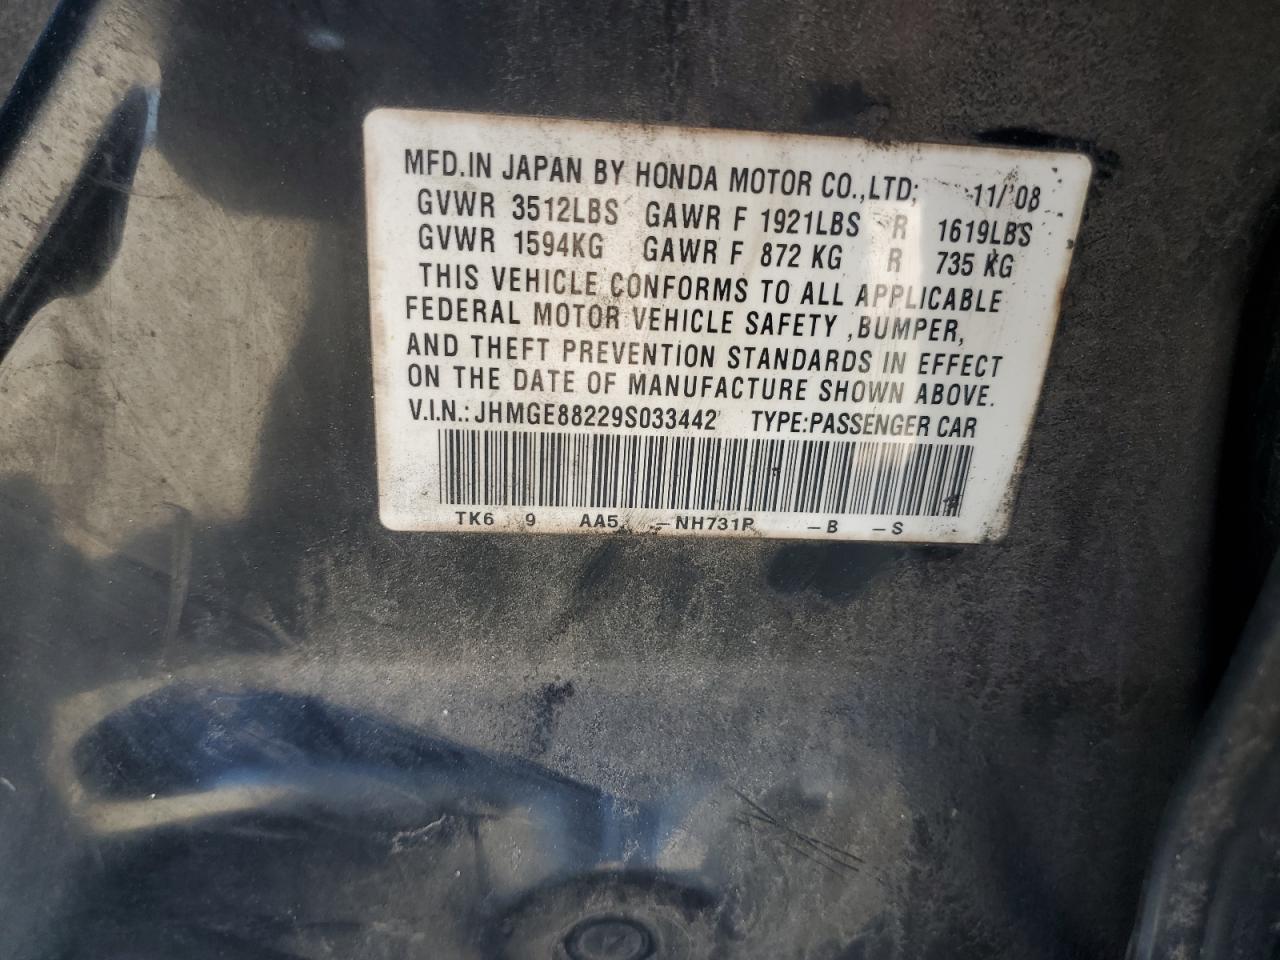 MFD.IN JAPAN BY HONDA MOTOR CO.,LTD; 11/'08
GVWR 3512LBS GAWR F 1921LBS R 1619LBS
GVWR 1594KG GAWR F 872 KG R 735 KG
THIS VEHICLE CONFORMS TO ALL APPLICABLE
FEDERAL MOTOR VEHICLE SAFETY ,BUMPER,
AND THEFT PREVENTION STANDARDS IN EFFECT
ON THE DATE OF MANUFACTURE SHOWN ABOVE.
V.I.N.: JHMGE88229S033442 TYPE:PASSENGER CAR
TK6 9 AA5 -NH731P -B -S